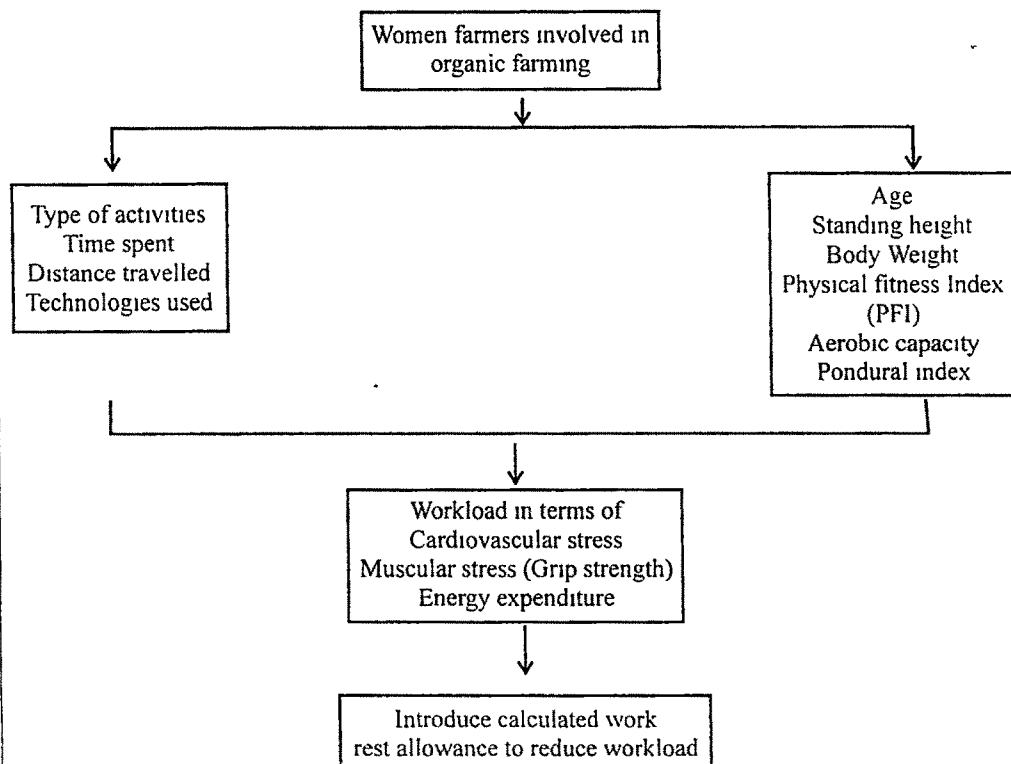 Women farmers involved in
organic farming
Type of activities
Time spent
Distance travelled
Technologies used
Age
Standing height
Body Weight
Physical fitness Index
(PFI)
Aerobic capacity
Pondural index
Workload in terms of
Cardiovascular stress
Muscular stress (Grip strength)
Energy expenditure
Introduce calculated work
rest allowance to reduce workload